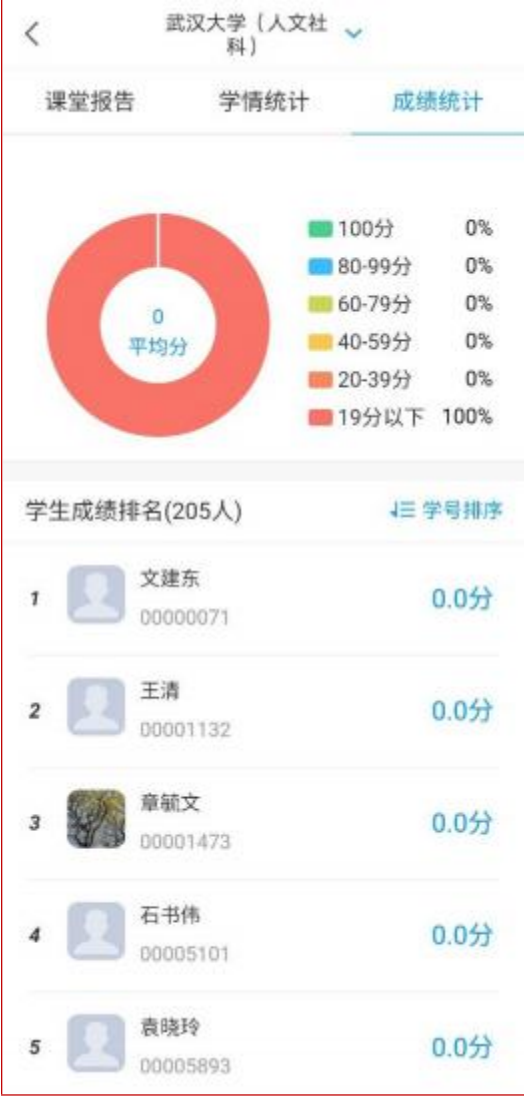 武汉大学（人文社
科）
课堂报告 学情统计 成绩统计
100分 0%
80-99分 0%
60-79分 0%
40-59分 0%
20-39分 0%
19分以下 100%
0
平均分
学生成绩排名(205人) 学号排序
1 文建东 0.0分
00000071
2 王清 0.0分
00001132
3 章毓文 0.0分
00001473
4 石书伟 0.0分
00005101
5 袁晓玲 0.0分
00005893